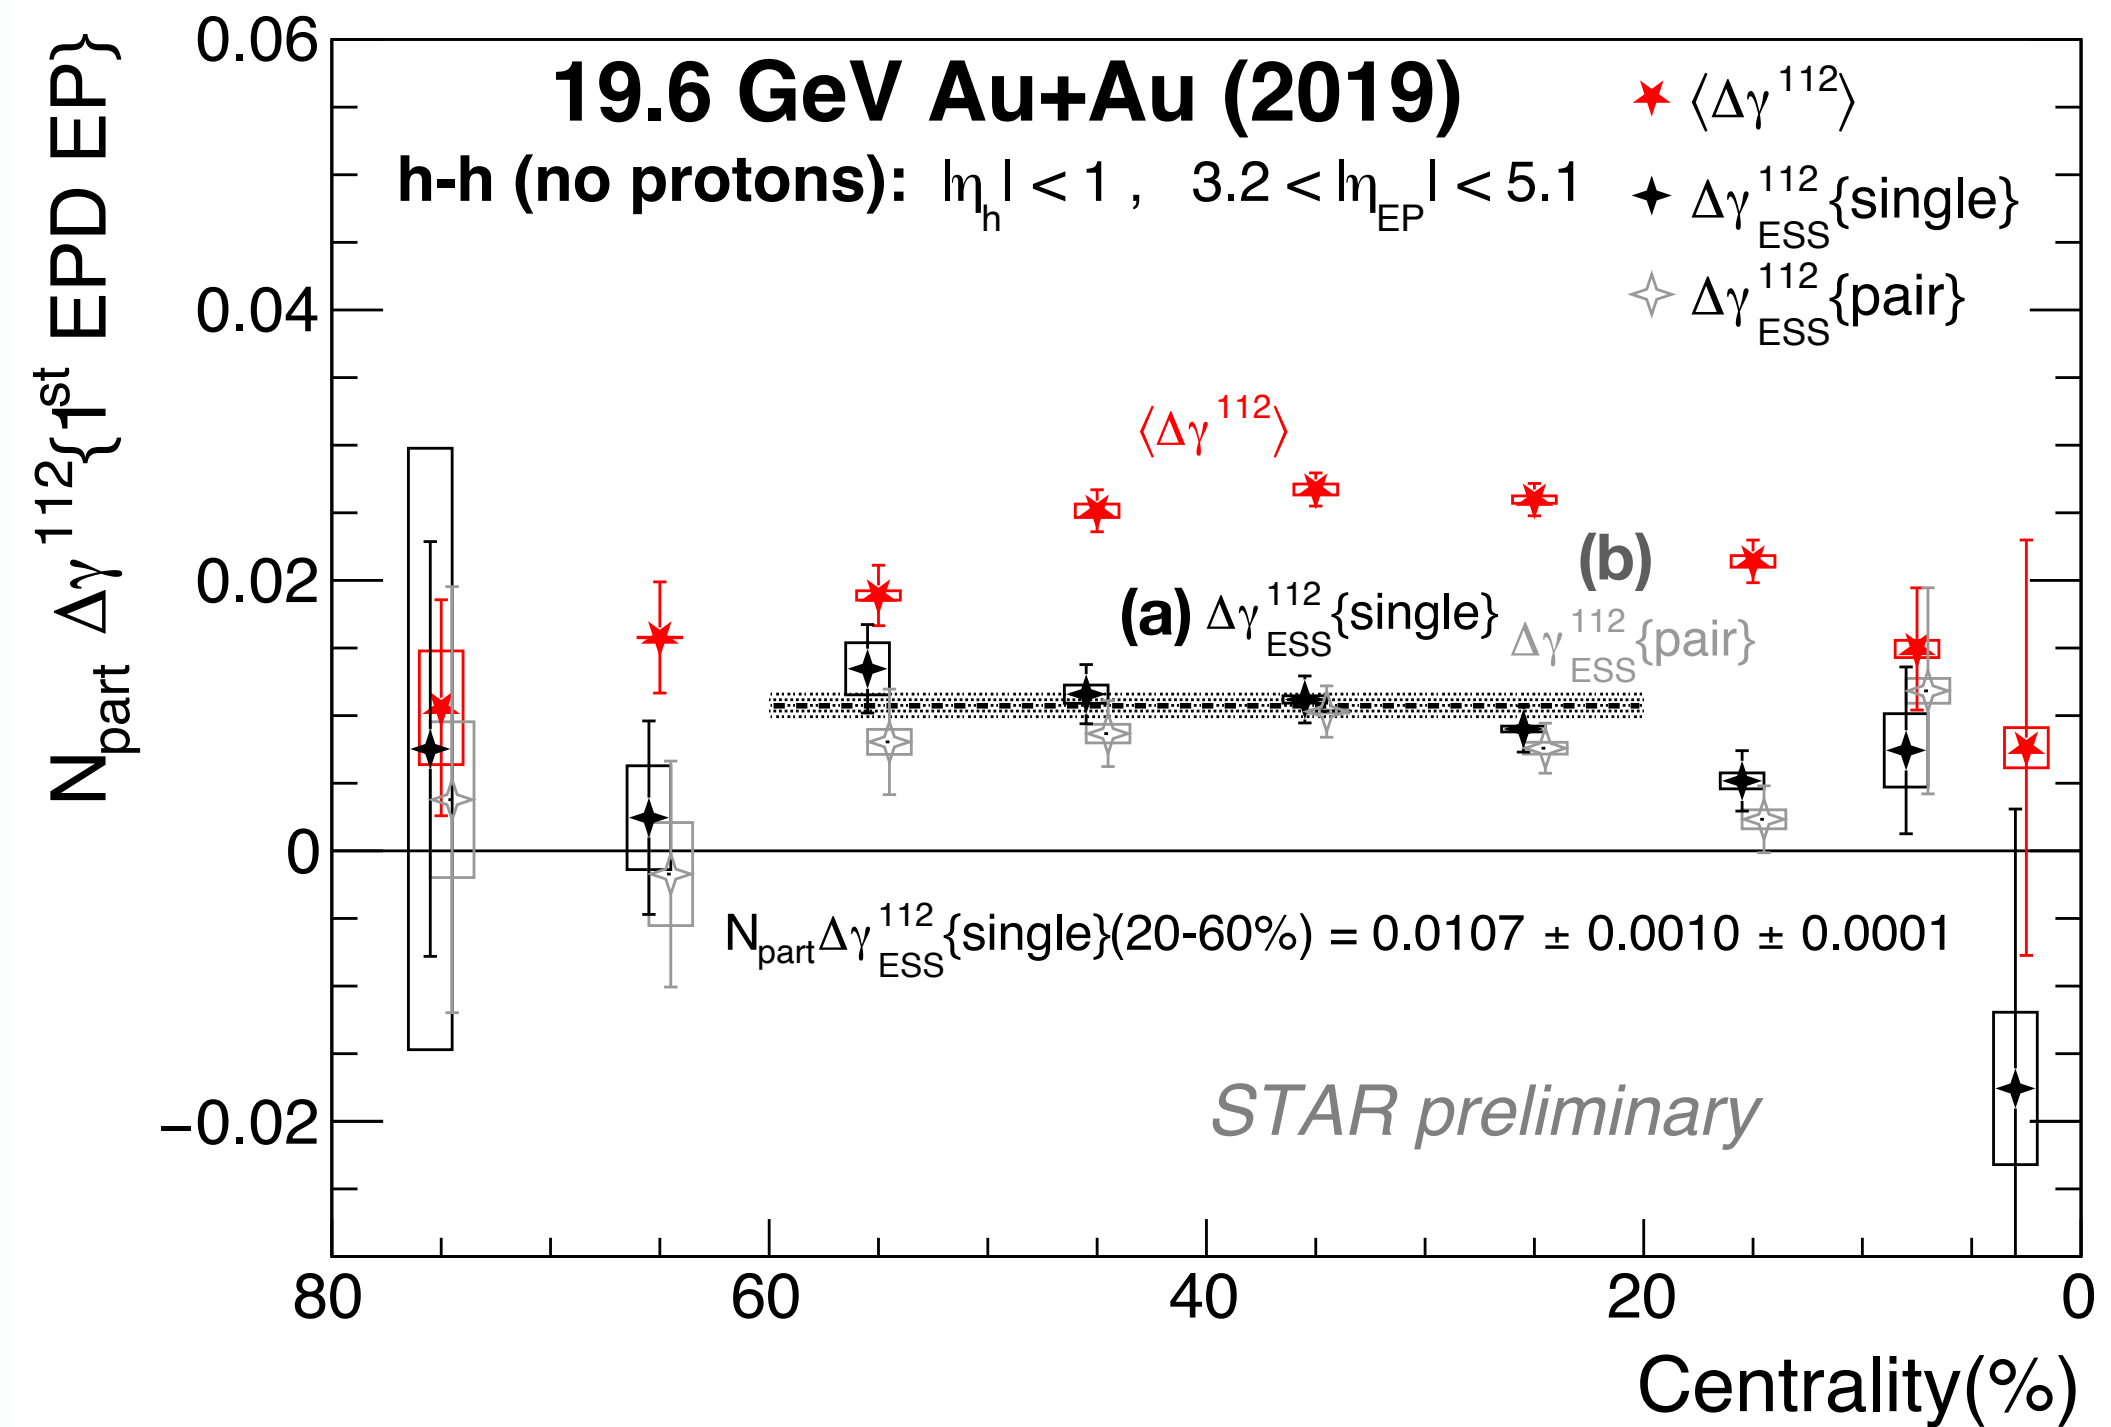 N_part Δγ^112{1^st EPD EP}
0.06
0.04
0.02
0
−0.02
19.6 GeV Au+Au (2019)
h-h (no protons): |η_h| < 1 , 3.2 < |η_EP| < 5.1
⟨Δγ^112⟩
Δγ^112_ESS{single}
Δγ^112_ESS{pair}
⟨Δγ^112⟩
(a) Δγ^112_ESS{single}
(b)
Δγ^112_ESS{pair}
N_part Δγ^112_ESS{single}(20-60%) = 0.0107 ± 0.0010 ± 0.0001
STAR preliminary
80 60 40 20 0
Centrality(%)